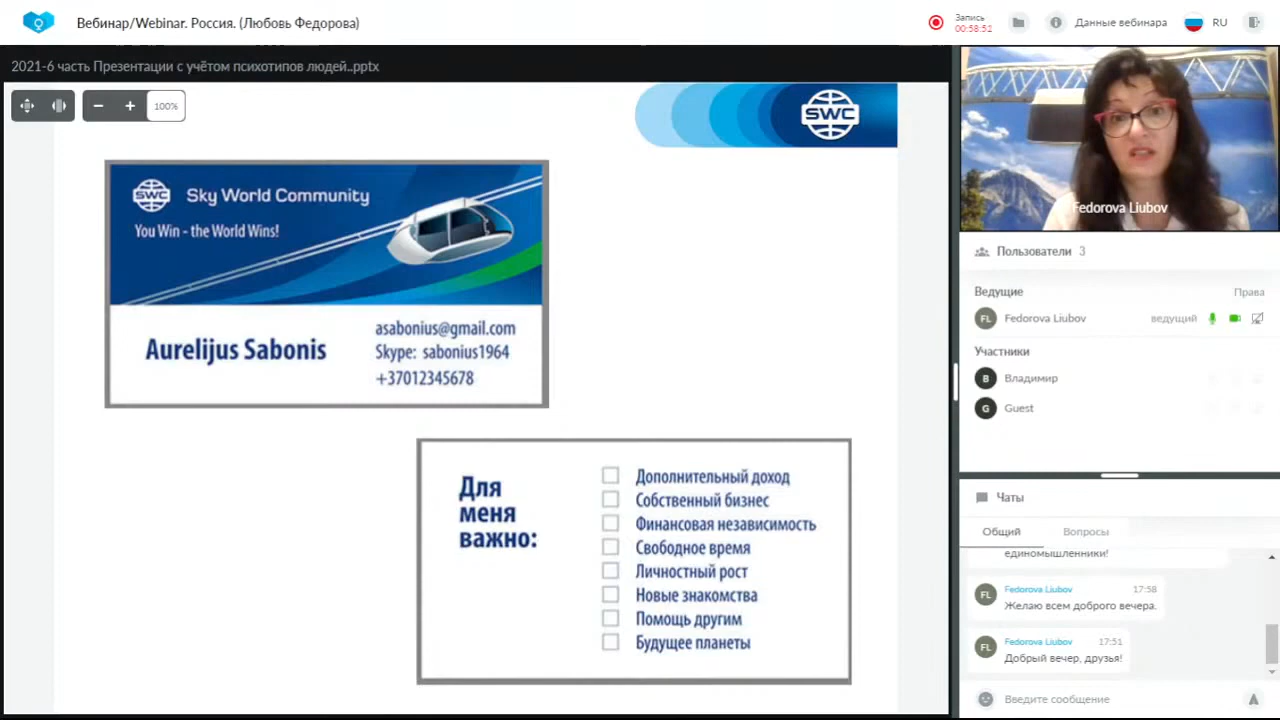 Вебинар/Webinar. Россия. (Любовь Федорова)
Запись
00:58:51
Данные вебинара
RU
2021-6 часть Презентации с учётом психотипов людей..pptx
100%
SWC
SWC Sky World Community
You Win - the World Wins!
Aurelijus Sabonis
asabonius@gmail.com
Skype: sabonius1964
+37012345678
Для
меня
важно:
Дополнительный доход
Собственный бизнес
Финансовая независимость
Свободное время
Личностный рост
Новые знакомства
Помощь другим
Будущее планеты
Fedorova Liubov
Пользователи 3
Ведущие Права
FL Fedorova Liubov ведущий
Участники
B Владимир
G Guest
Чаты
Общий Вопросы
единомышленники!
FL Fedorova Liubov 17:58
Желаю всем доброго вечера.
FL Fedorova Liubov 17:51
Добрый вечер, друзья!
Введите сообщение